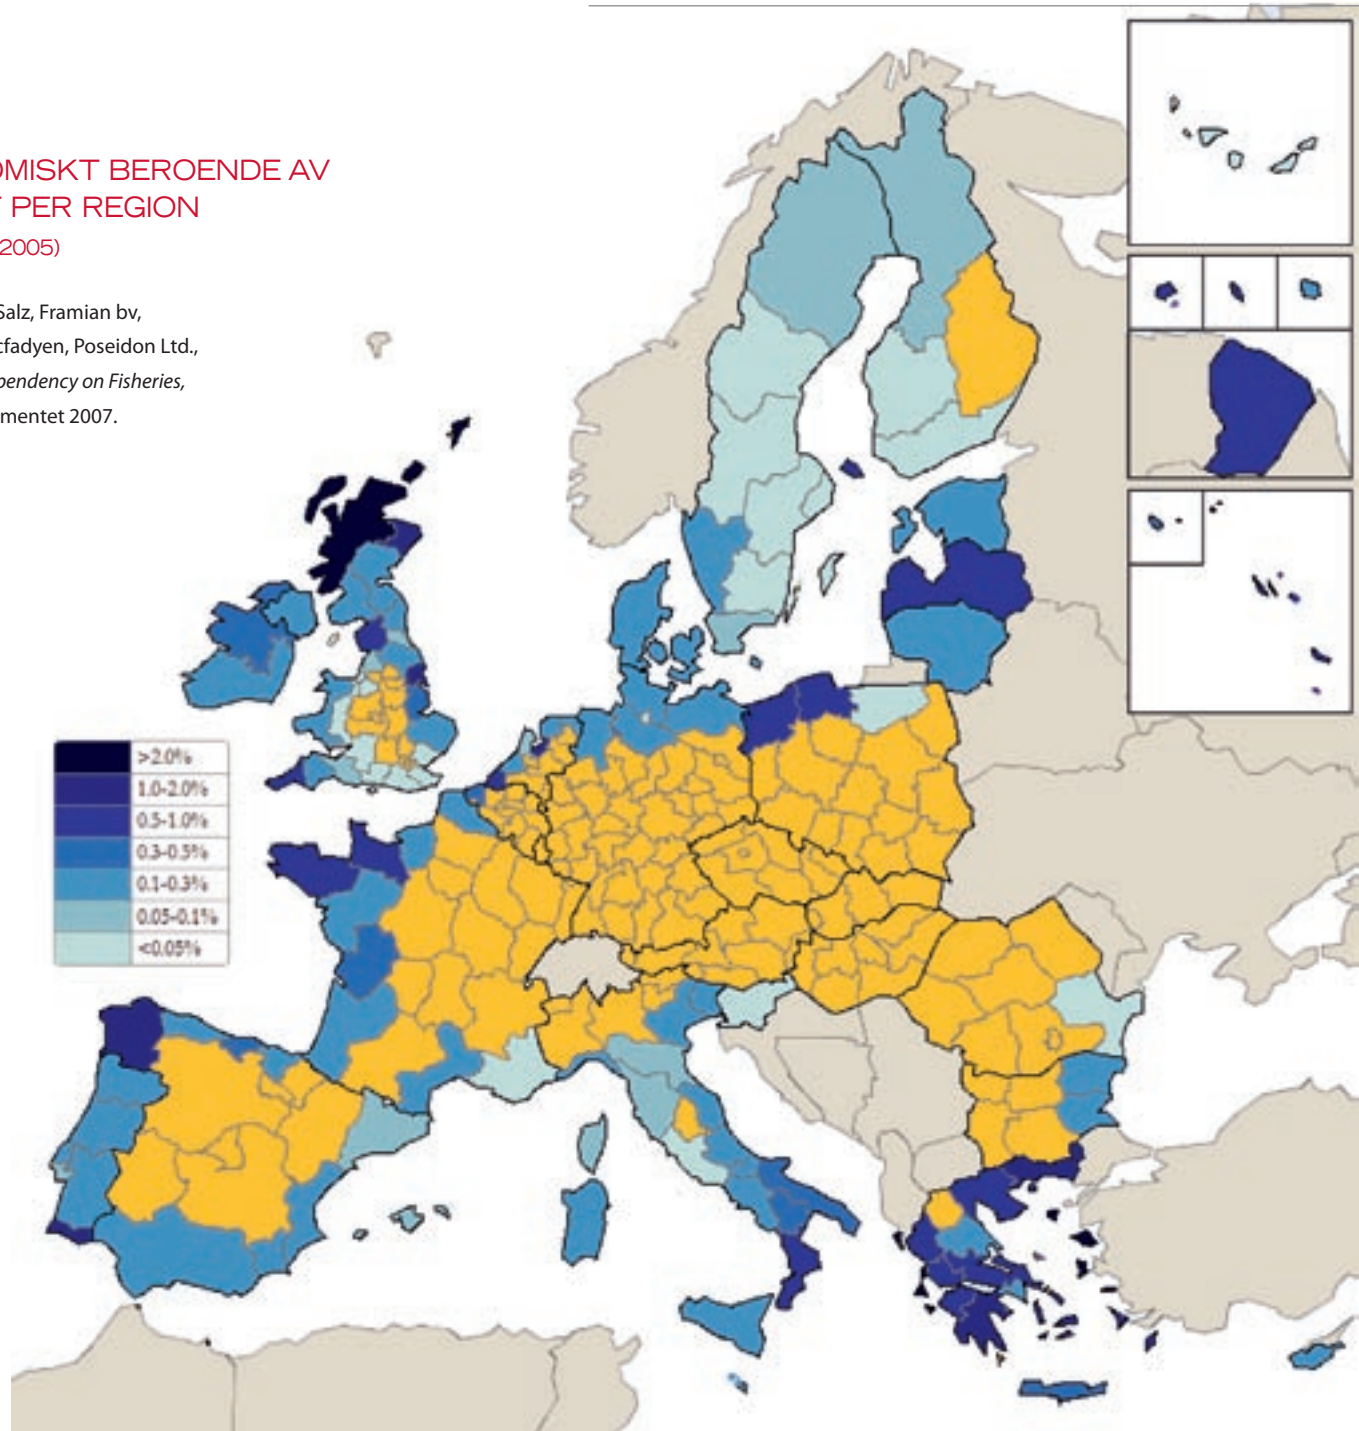 OMISKT BEROENDE AV
T PER REGION
2005)
Salz, Framian bv,
cfadyen, Poseidon Ltd.,
pendency on Fisheries,
mentet 2007.
>2.0%
1.0-2.0%
0.5-1.0%
0.3-0.5%
0.1-0.3%
0.05-0.1%
<0.05%